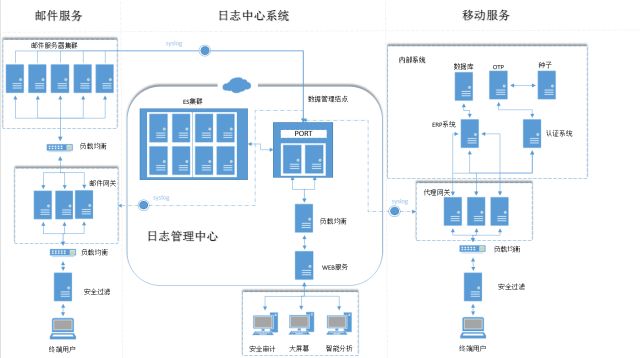 邮件服务
日志中心系统
移动服务
邮件服务器集群
syslog
内部系统
数据库
OTP
种子
数据管理结点
ES集群
PORT
ERP系统
认证系统
负载均衡
邮件网关
syslog
syslog
代理网关
负载均衡
日志管理中心
负载均衡
负载均衡
WEB服务
安全过滤
安全过滤
终端用户
安全审计
大屏幕
智能分析
终端用户